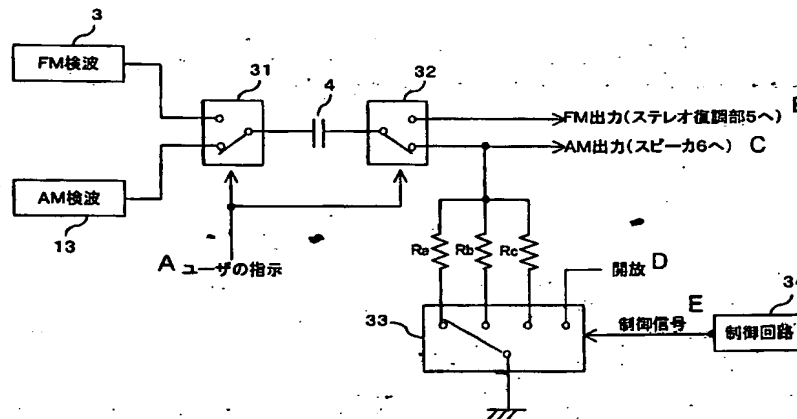 3
FM検波
31
4
32
FM出力(ステレオ復調部5へ)
AM出力(スピーカ6へ) C
AM検波
13
A ユーザの指示
Ra
Rb
Rc
開放 D
33
E
制御信号
制御回路